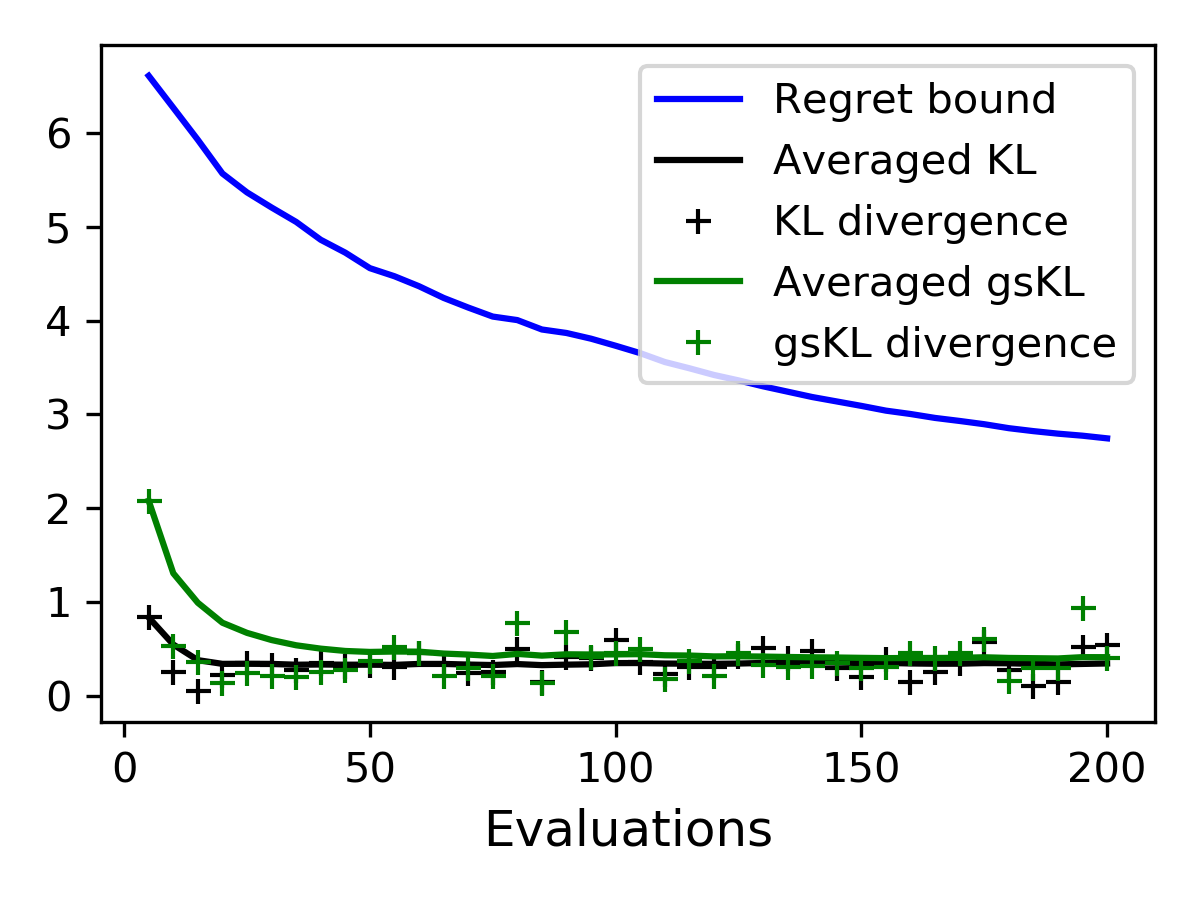 Regret bound
Averaged KL
KL divergence
Averaged gsKL
gsKL divergence
6
5
4
3
2
1
0
0 50 100 150 200
Evaluations